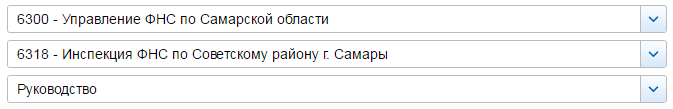 6300 - Управление ФНС по Самарской области
6318 - Инспекция ФНС по Советскому району г. Самары
Руководство